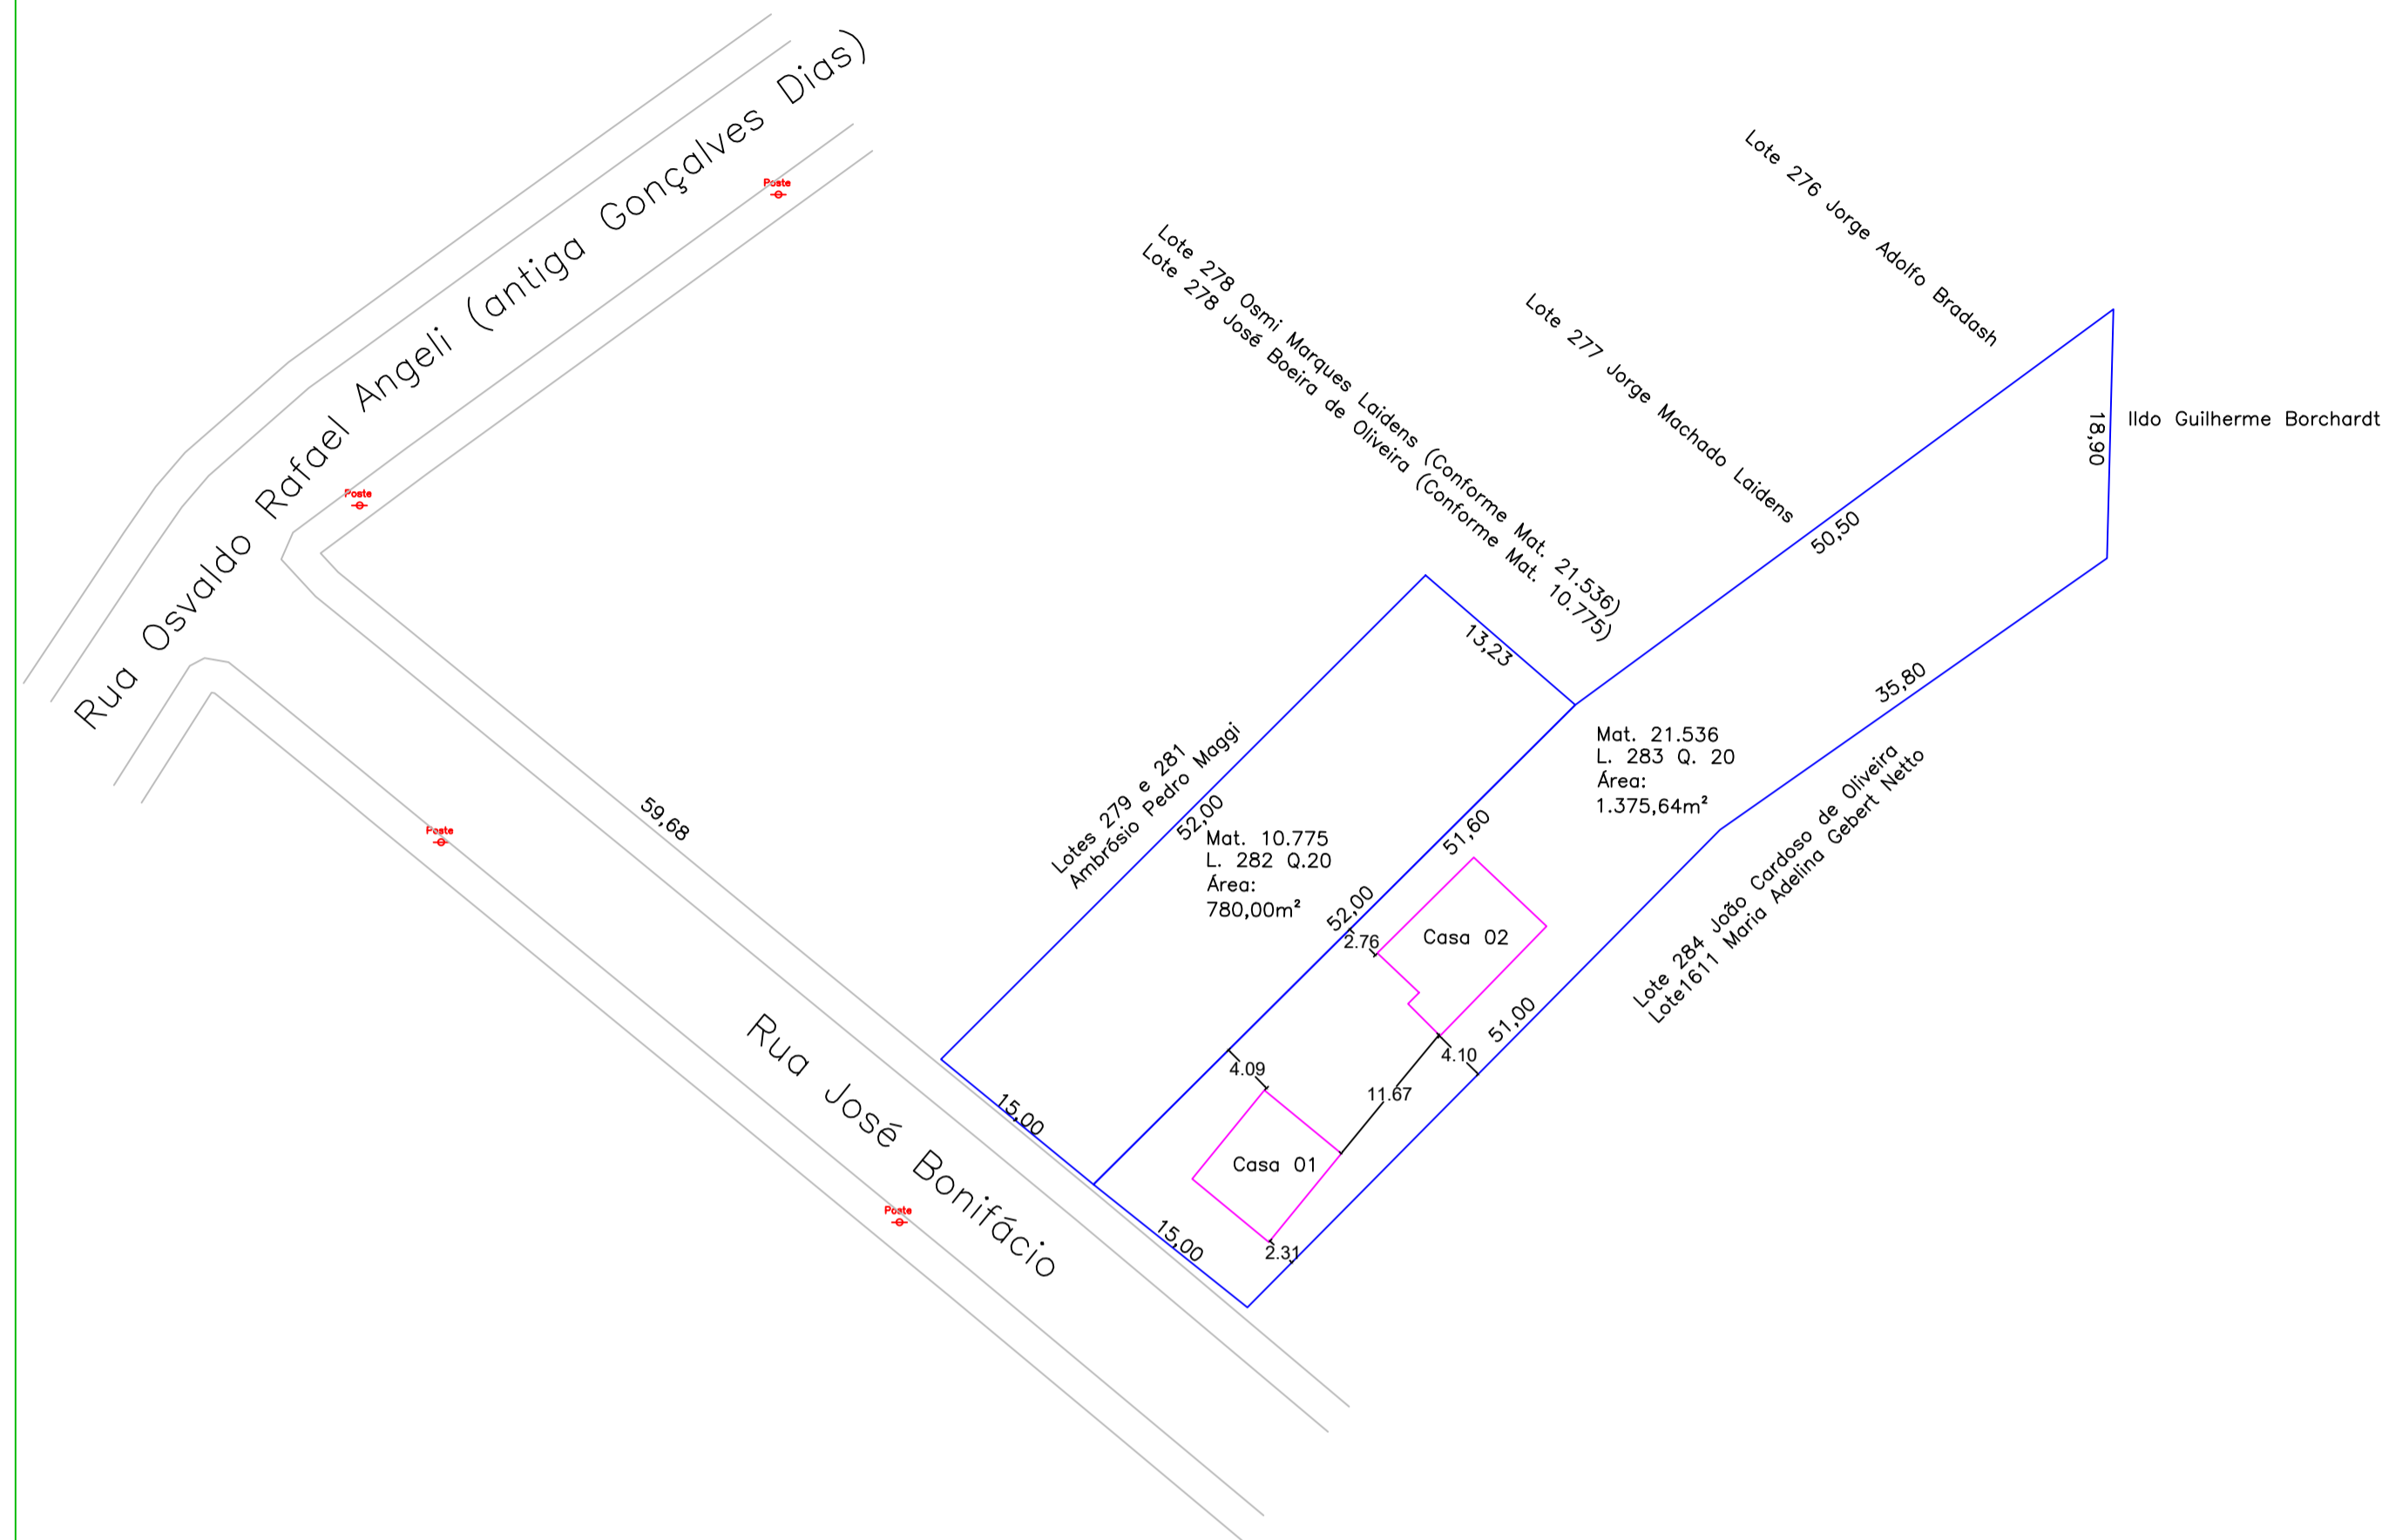 Rua Osvaldo Rafael Angeli (antiga Gonçalves Dias)
Poste
Poste
Poste
Poste
Rua José Bonifácio
59,68
Lote 276 Jorge Adolfo Bradash
Lote 277 Jorge Machado Laidens
Lote 278 Osmi Marques Laidens (Conforme Mat. 21.536)
Lote 278 José Boeira de Oliveira (Conforme Mat. 10.775)
Ildo Guilherme Borchardt
18,90
50,50
35,80
13,23
Lotes 279 e 281
Ambrósio Pedro Maggi
52,00
Mat. 10.775
L. 282 Q.20
Área:
780,00m²
Mat. 21.536
L. 283 Q. 20
Área:
1.375,64m²
51,60
52,00
2.76
Casa 02
4.10
51,00
Lote 284 João Cardoso de Oliveira
Lote1611 Maria Adelina Gebert Netto
4.09
11.67
Casa 01
2.31
15,00
15,00